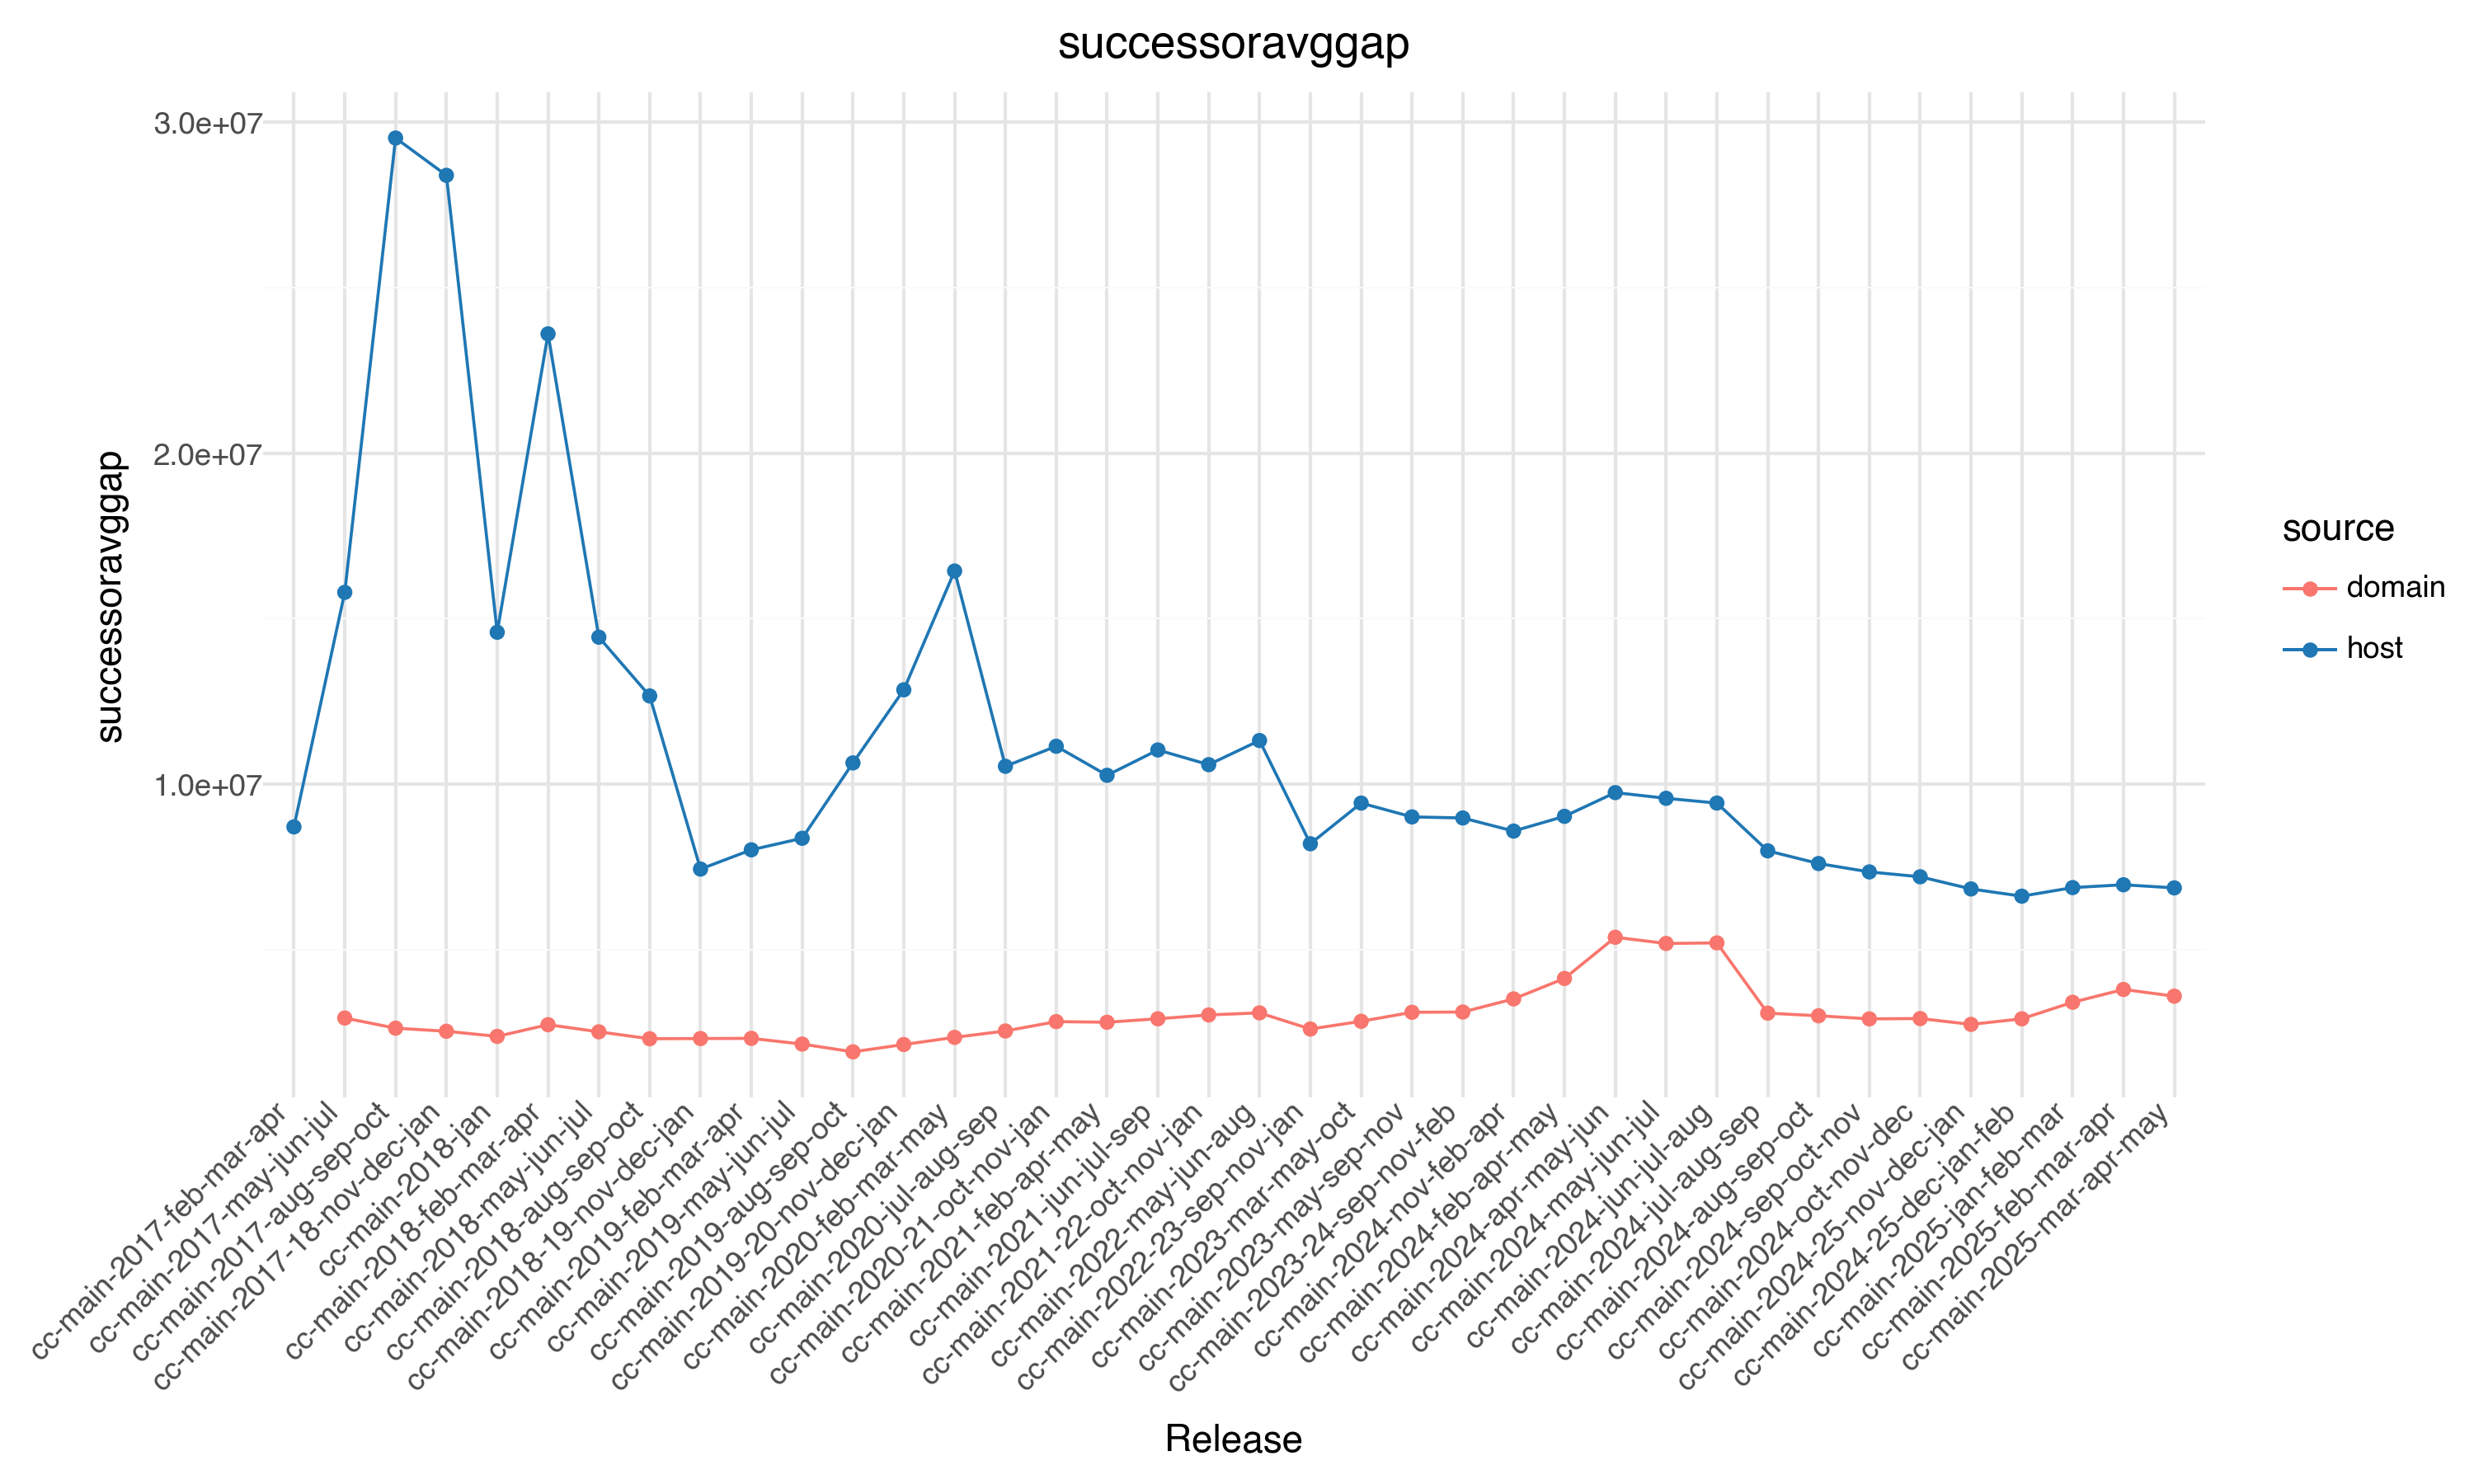 successoravggap
successoravggap
3.0e+07
2.0e+07
1.0e+07
cc-main-2017-feb-mar-apr
cc-main-2017-may-jun-jul
cc-main-2017-aug-sep-oct
cc-main-2017-18-nov-dec-jan
cc-main-2018-jan
cc-main-2018-feb-mar-apr
cc-main-2018-may-jun-jul
cc-main-2018-aug-sep-oct
cc-main-2018-19-nov-dec-jan
cc-main-2019-feb-mar-apr
cc-main-2019-may-jun-jul
cc-main-2019-aug-sep-oct
cc-main-2019-20-nov-dec-jan
cc-main-2020-feb-mar-may
cc-main-2020-jul-aug-sep
cc-main-2020-21-oct-nov-jan
cc-main-2021-feb-apr-may
cc-main-2021-jun-jul-sep
cc-main-2021-22-oct-nov-jan
cc-main-2022-may-jun-aug
cc-main-2022-23-sep-nov-jan
cc-main-2023-mar-may-oct
cc-main-2023-may-sep-nov
cc-main-2023-24-sep-nov-feb
cc-main-2024-nov-feb-apr
cc-main-2024-feb-apr-may
cc-main-2024-apr-may-jun
cc-main-2024-may-jun-jul
cc-main-2024-jun-jul-aug
cc-main-2024-jul-aug-sep
cc-main-2024-aug-sep-oct
cc-main-2024-sep-oct-nov
cc-main-2024-oct-nov-dec
cc-main-2024-25-nov-dec-jan
cc-main-2024-25-dec-jan-feb
cc-main-2025-jan-feb-mar
cc-main-2025-feb-mar-apr
cc-main-2025-mar-apr-may
Release
source
domain
host